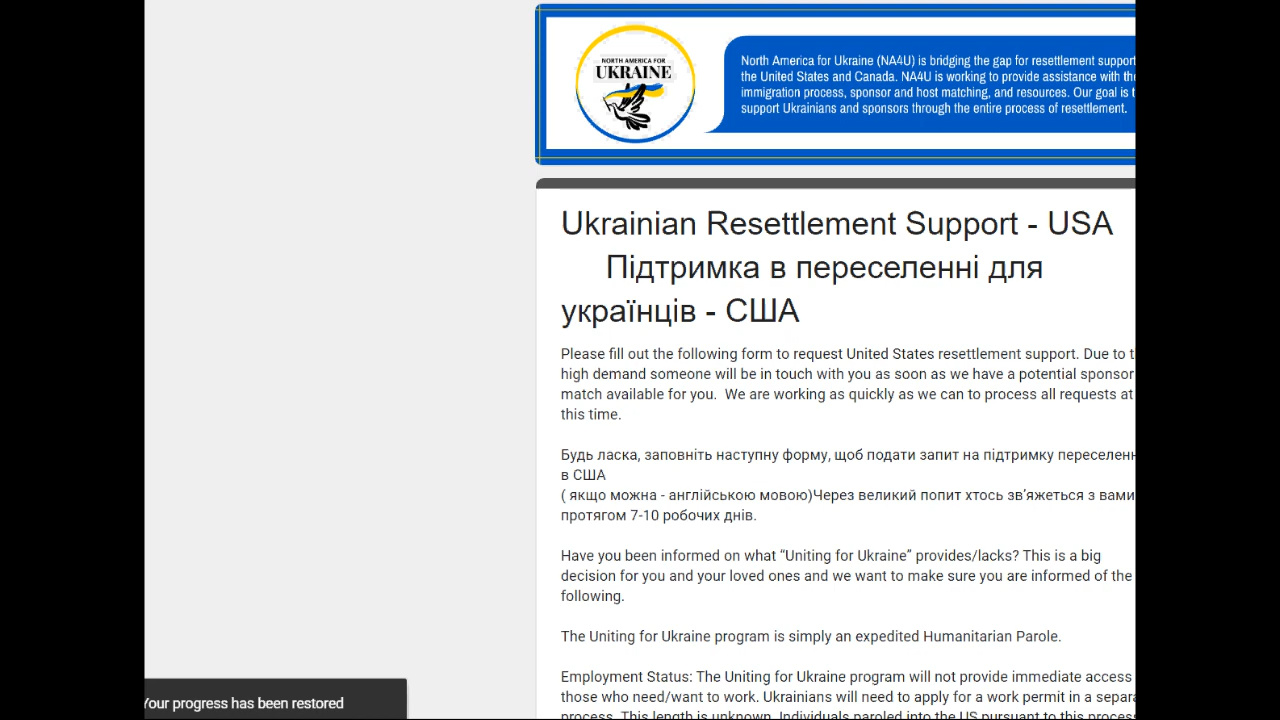 NORTH AMERICA FOR
UKRAINE
North America for Ukraine (NA4U) is bridging the gap for resettlement support
the United States and Canada. NA4U is working to provide assistance with the
immigration process, sponsor and host matching, and resources. Our goal is t
support Ukrainians and sponsors through the entire process of resettlement.
Ukrainian Resettlement Support - USA
Підтримка в переселенні для
українців - США
Please fill out the following form to request United States resettlement support. Due to t
high demand someone will be in touch with you as soon as we have a potential sponsor
match available for you. We are working as quickly as we can to process all requests at
this time.
Будь ласка, заповніть наступну форму, щоб подати запит на підтримку переселен
в США
( якщо можна - англійською мовою)Через великий попит хтось зв’яжеться з вами
протягом 7-10 робочих днів.
Have you been informed on what “Uniting for Ukraine” provides/lacks? This is a big
decision for you and your loved ones and we want to make sure you are informed of the
following.
The Uniting for Ukraine program is simply an expedited Humanitarian Parole.
Employment Status: The Uniting for Ukraine program will not provide immediate access
those who need/want to work. Ukrainians will need to apply for a work permit in a separa
process. This length is unknown. Individuals paroled into the US pursuant to this process
Your progress has been restored